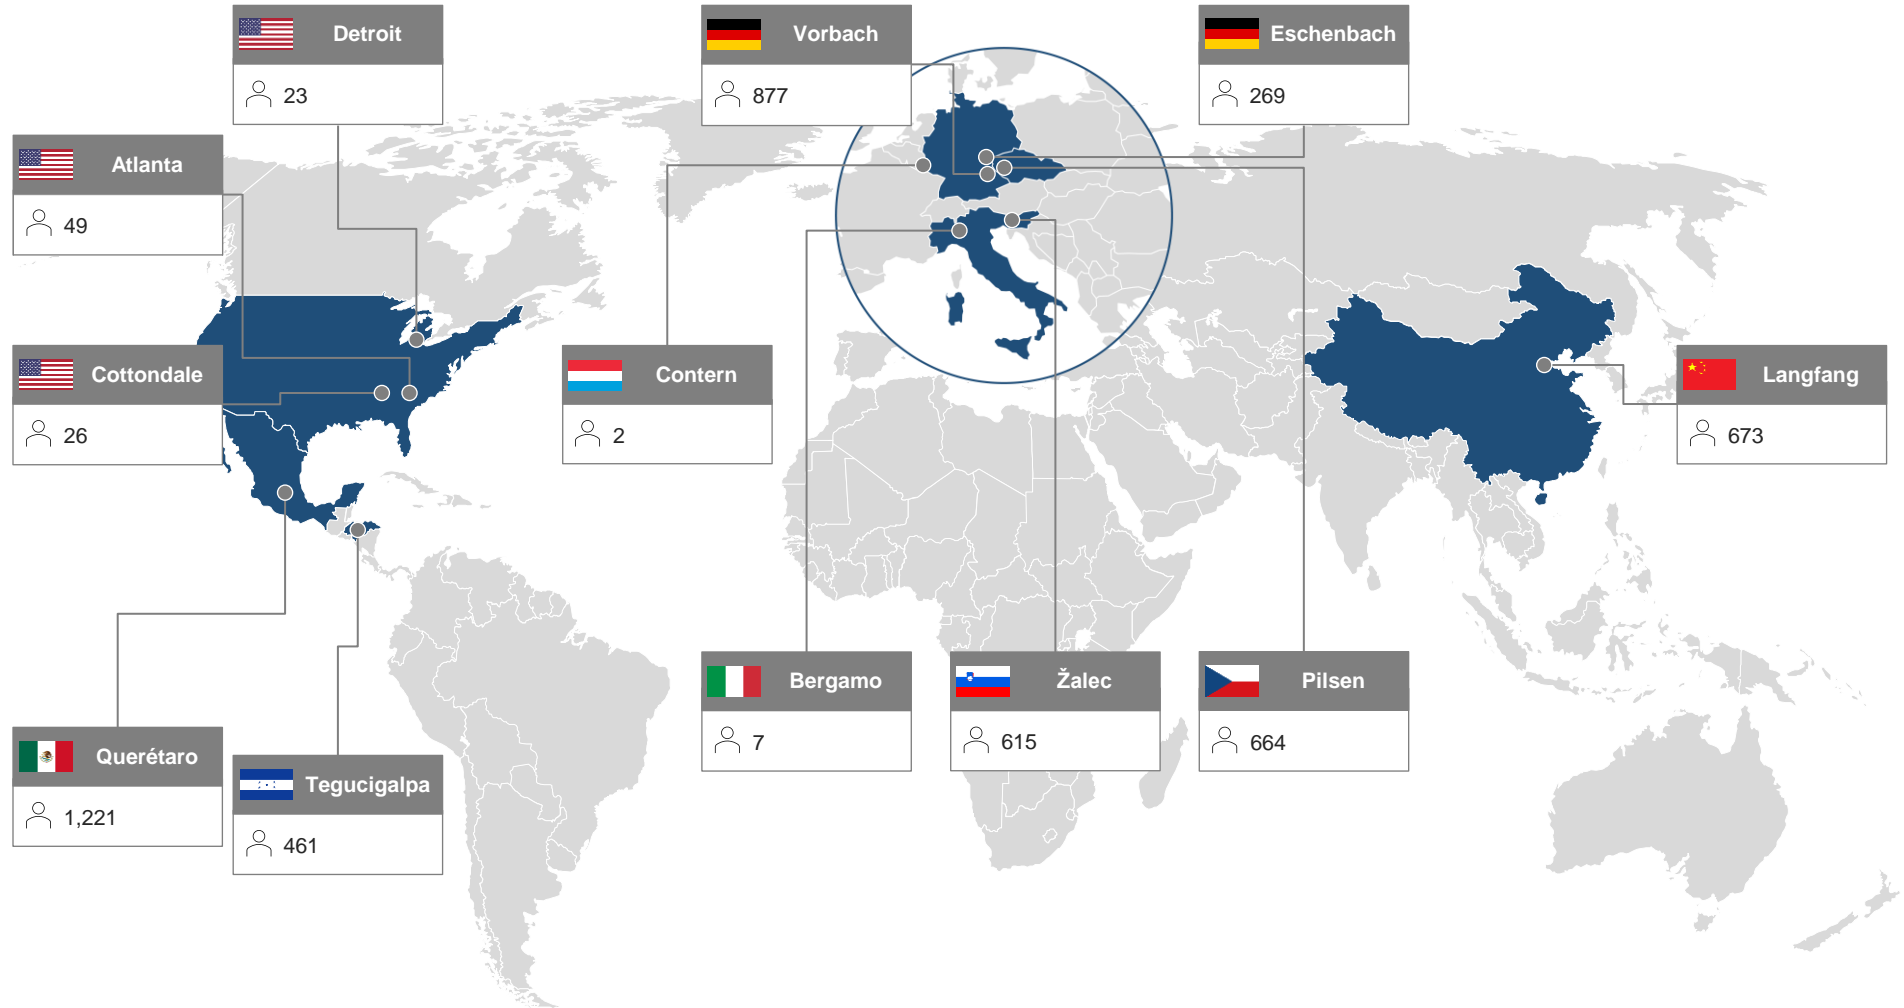 Detroit
23
Vorbach
877
Eschenbach
269
Atlanta
49
Cottondale
26
Contern
2
Langfang
673
Bergamo
7
Žalec
615
Pilsen
664
Querétaro
1,221
Tegucigalpa
461